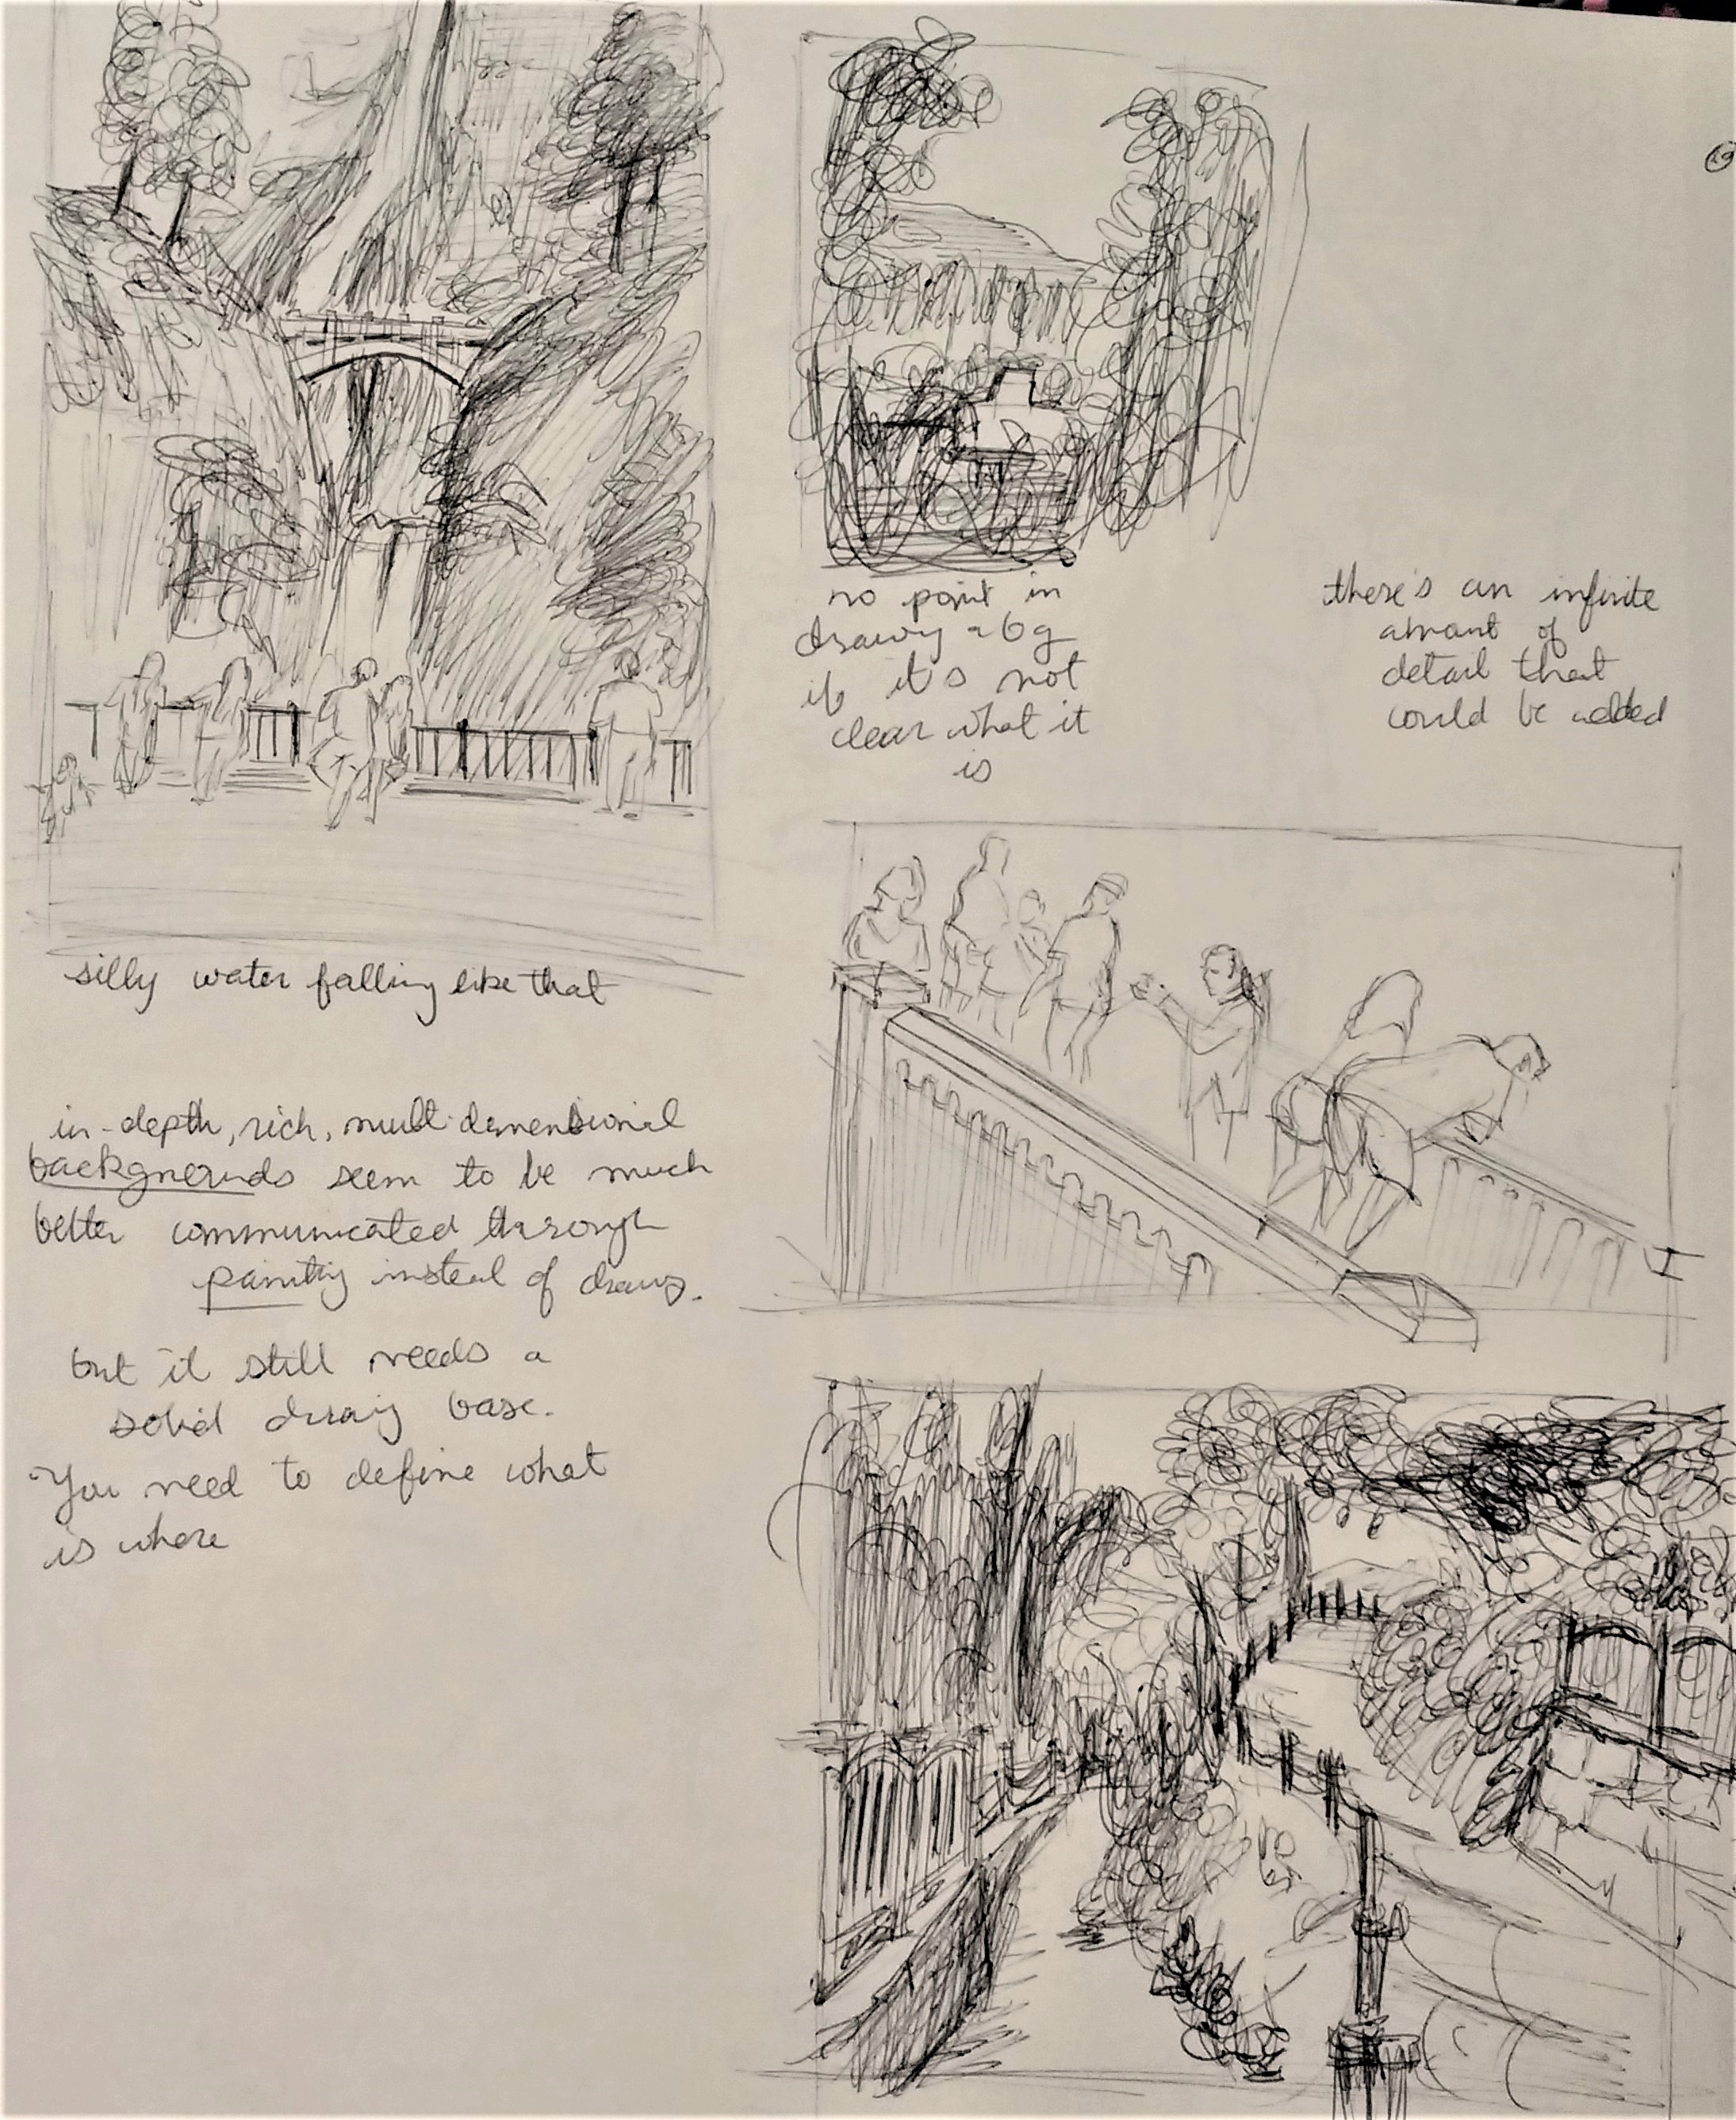 19
no point in
drawing a bg
if it's not
clear what it
is
there's an infinite
amount of
detail that
could be added
silly water falling like that
in-depth, rich, multi-dimensional
backgrounds seem to be much
better communicated through
painting instead of drawing.
but it still needs a
solid drawing base.
You need to define what
is where